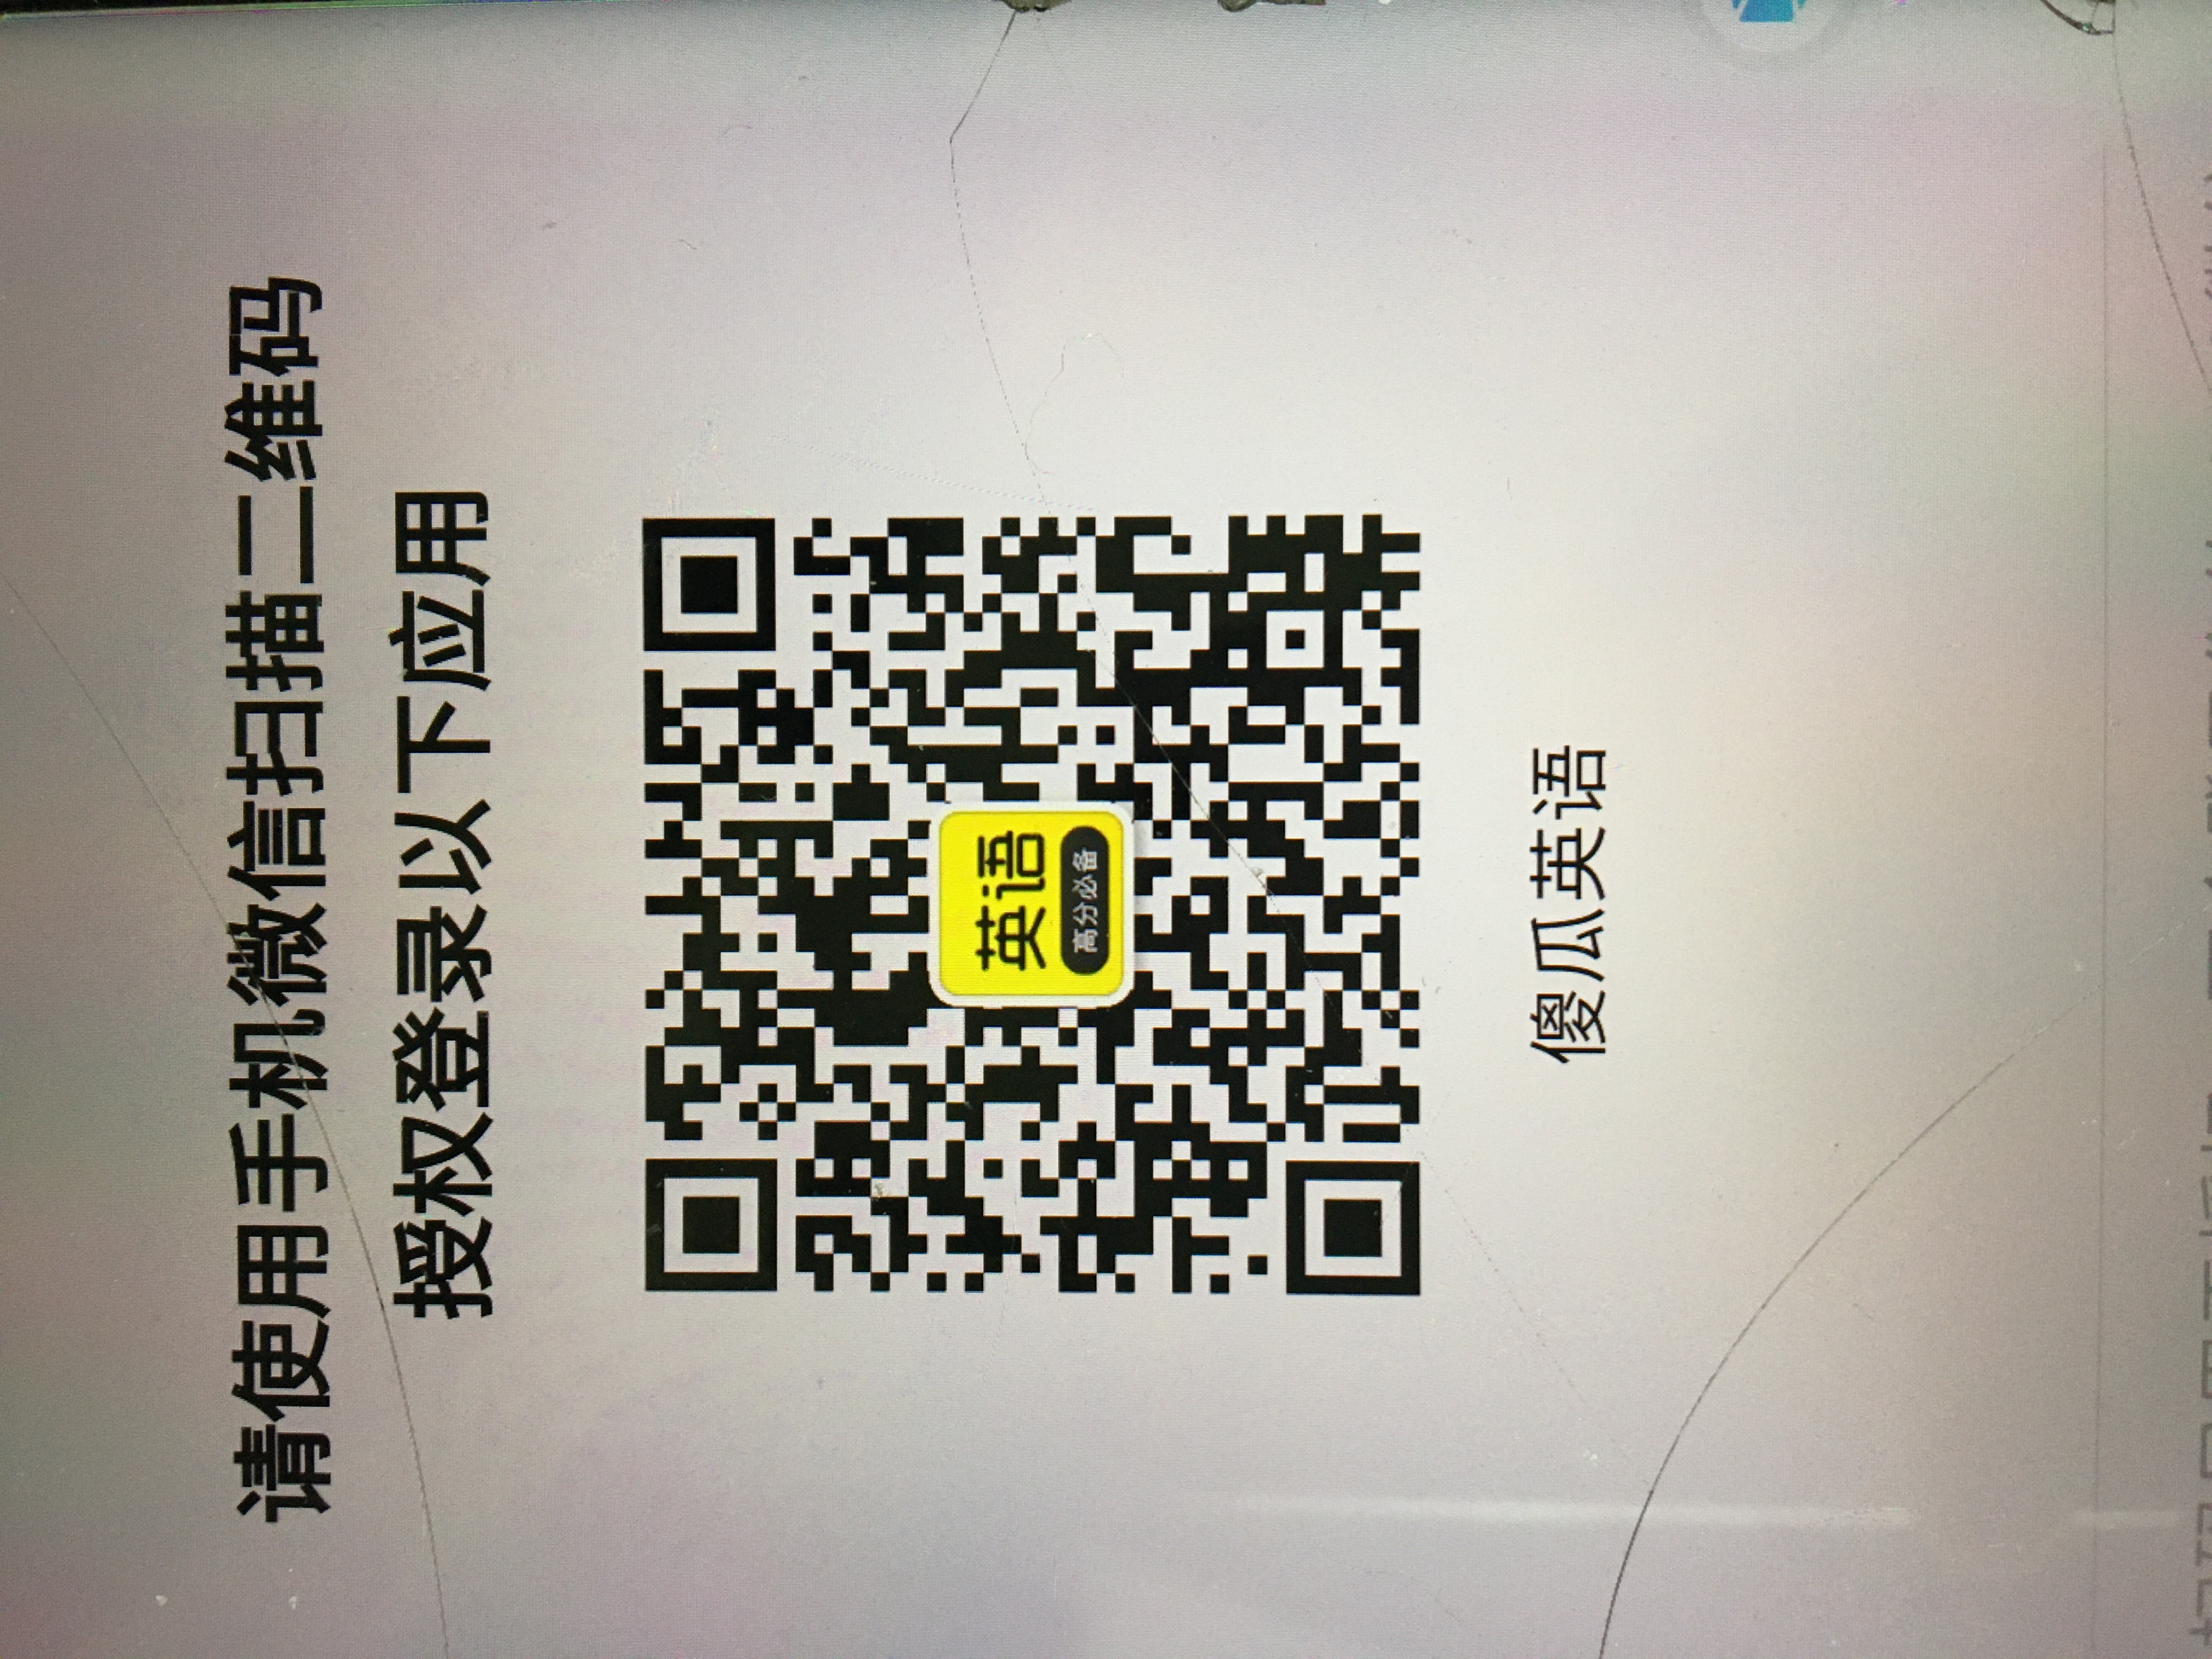 请使用手机微信扫描二维码
授权登录以下应用
英语
高分必备
傻瓜英语